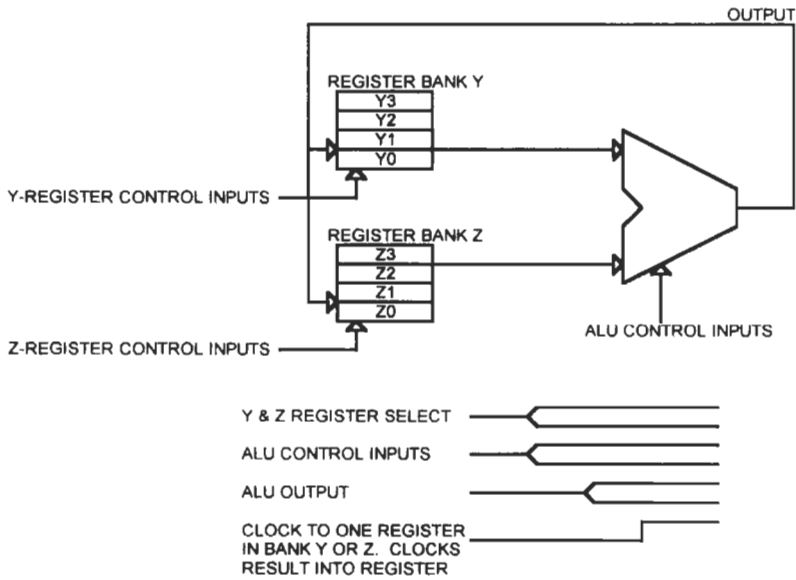 OUTPUT
REGISTER BANK Y
Y3
Y2
Y1
Y0
Y-REGISTER CONTROL INPUTS
REGISTER BANK Z
Z3
Z2
Z1
Z0
Z-REGISTER CONTROL INPUTS
ALU CONTROL INPUTS
Y & Z REGISTER SELECT
ALU CONTROL INPUTS
ALU OUTPUT
CLOCK TO ONE REGISTER
IN BANK Y OR Z. CLOCKS
RESULT INTO REGISTER